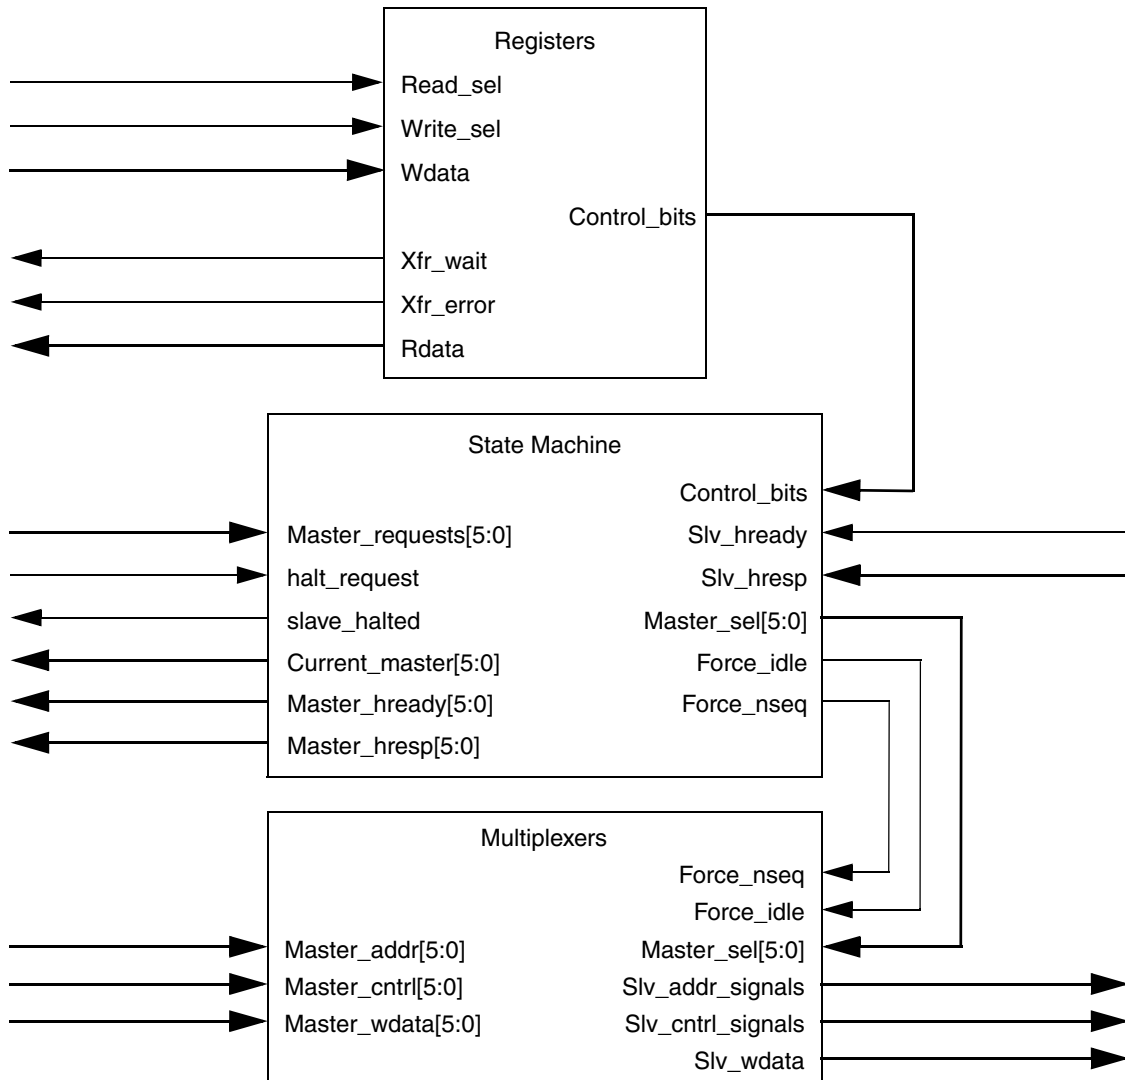 Registers
Read_sel
Write_sel
Wdata
Control_bits
Xfr_wait
Xfr_error
Rdata
State Machine
Control_bits
Master_requests[5:0] Slv_hready
halt_request Slv_hresp
slave_halted Master_sel[5:0]
Current_master[5:0] Force_idle
Master_hready[5:0] Force_nseq
Master_hresp[5:0]
Multiplexers
Force_nseq
Force_idle
Master_addr[5:0] Master_sel[5:0]
Master_cntrl[5:0] Slv_addr_signals
Master_wdata[5:0] Slv_cntrl_signals
Slv_wdata